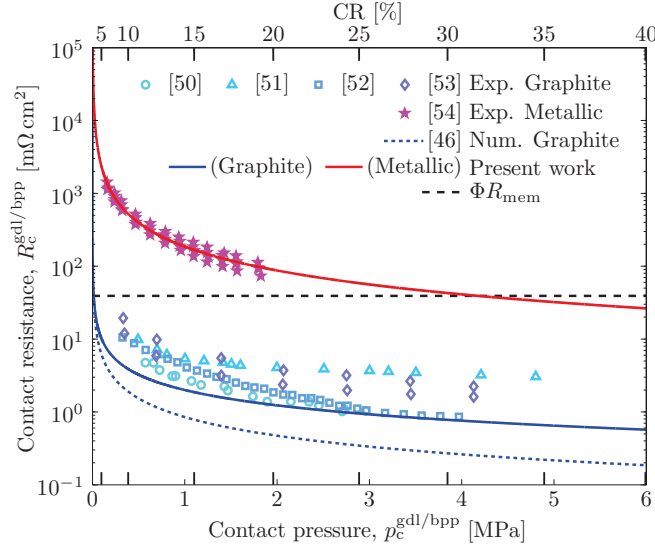 CR [%]
5 10 15 20 25 30 35 40
10^5
10^4
10^3
10^2
10^1
10^0
10^−1
Contact resistance, R_c^{gdl/bpp} [mΩ cm^2]
[50] [51] [52] [53] Exp. Graphite
[54] Exp. Metallic
[46] Num. Graphite
(Graphite) (Metallic) Present work
ΦR_mem
0 1 2 3 4 5 6
Contact pressure, p_c^{gdl/bpp} [MPa]